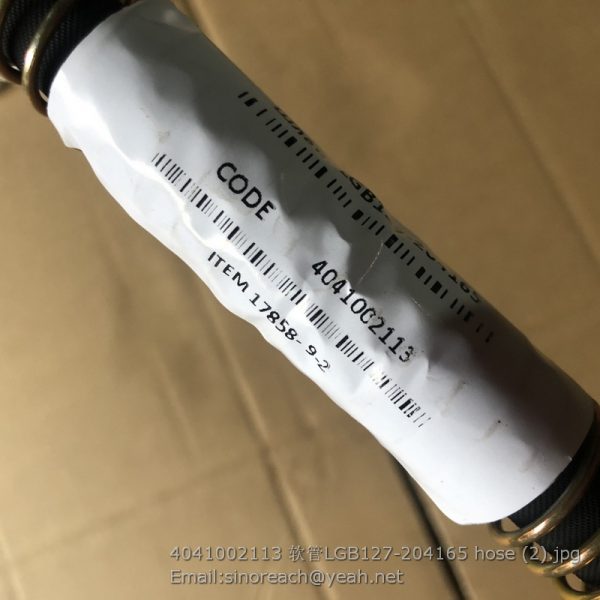 CODE 4041002113
ITEM 17858-9-2
4041002113 软管LGB127-204165 hose (2).jpg
Email:sinoreach@yeah.net